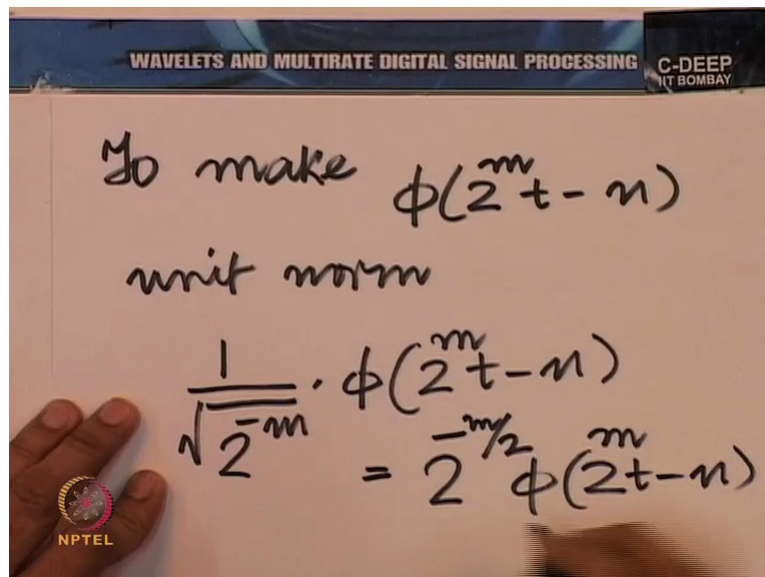 WAVELETS AND MULTIRATE DIGITAL SIGNAL PROCESSING
C-DEEP
IIT BOMBAY
To make ϕ(2^m t - n)
unit norm
1/√(2^-m) · ϕ(2^m t - n)
= 2^(-m/2) ϕ(2^m t - n)
NPTEL